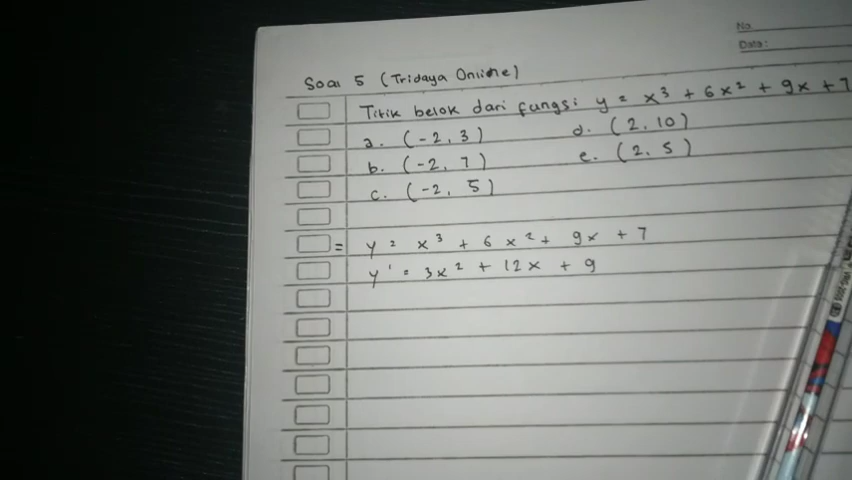 No.
Date:
Soal 5 (Tridaya Online)
Titik belok dari fungsi y = x³ + 6x² + 9x + 7
a. (-2, 3) d. (2, 10)
b. (-2, 7) e. (2, 5)
c. (-2, 5)
= y = x³ + 6x² + 9x + 7
y' = 3x² + 12x + 9